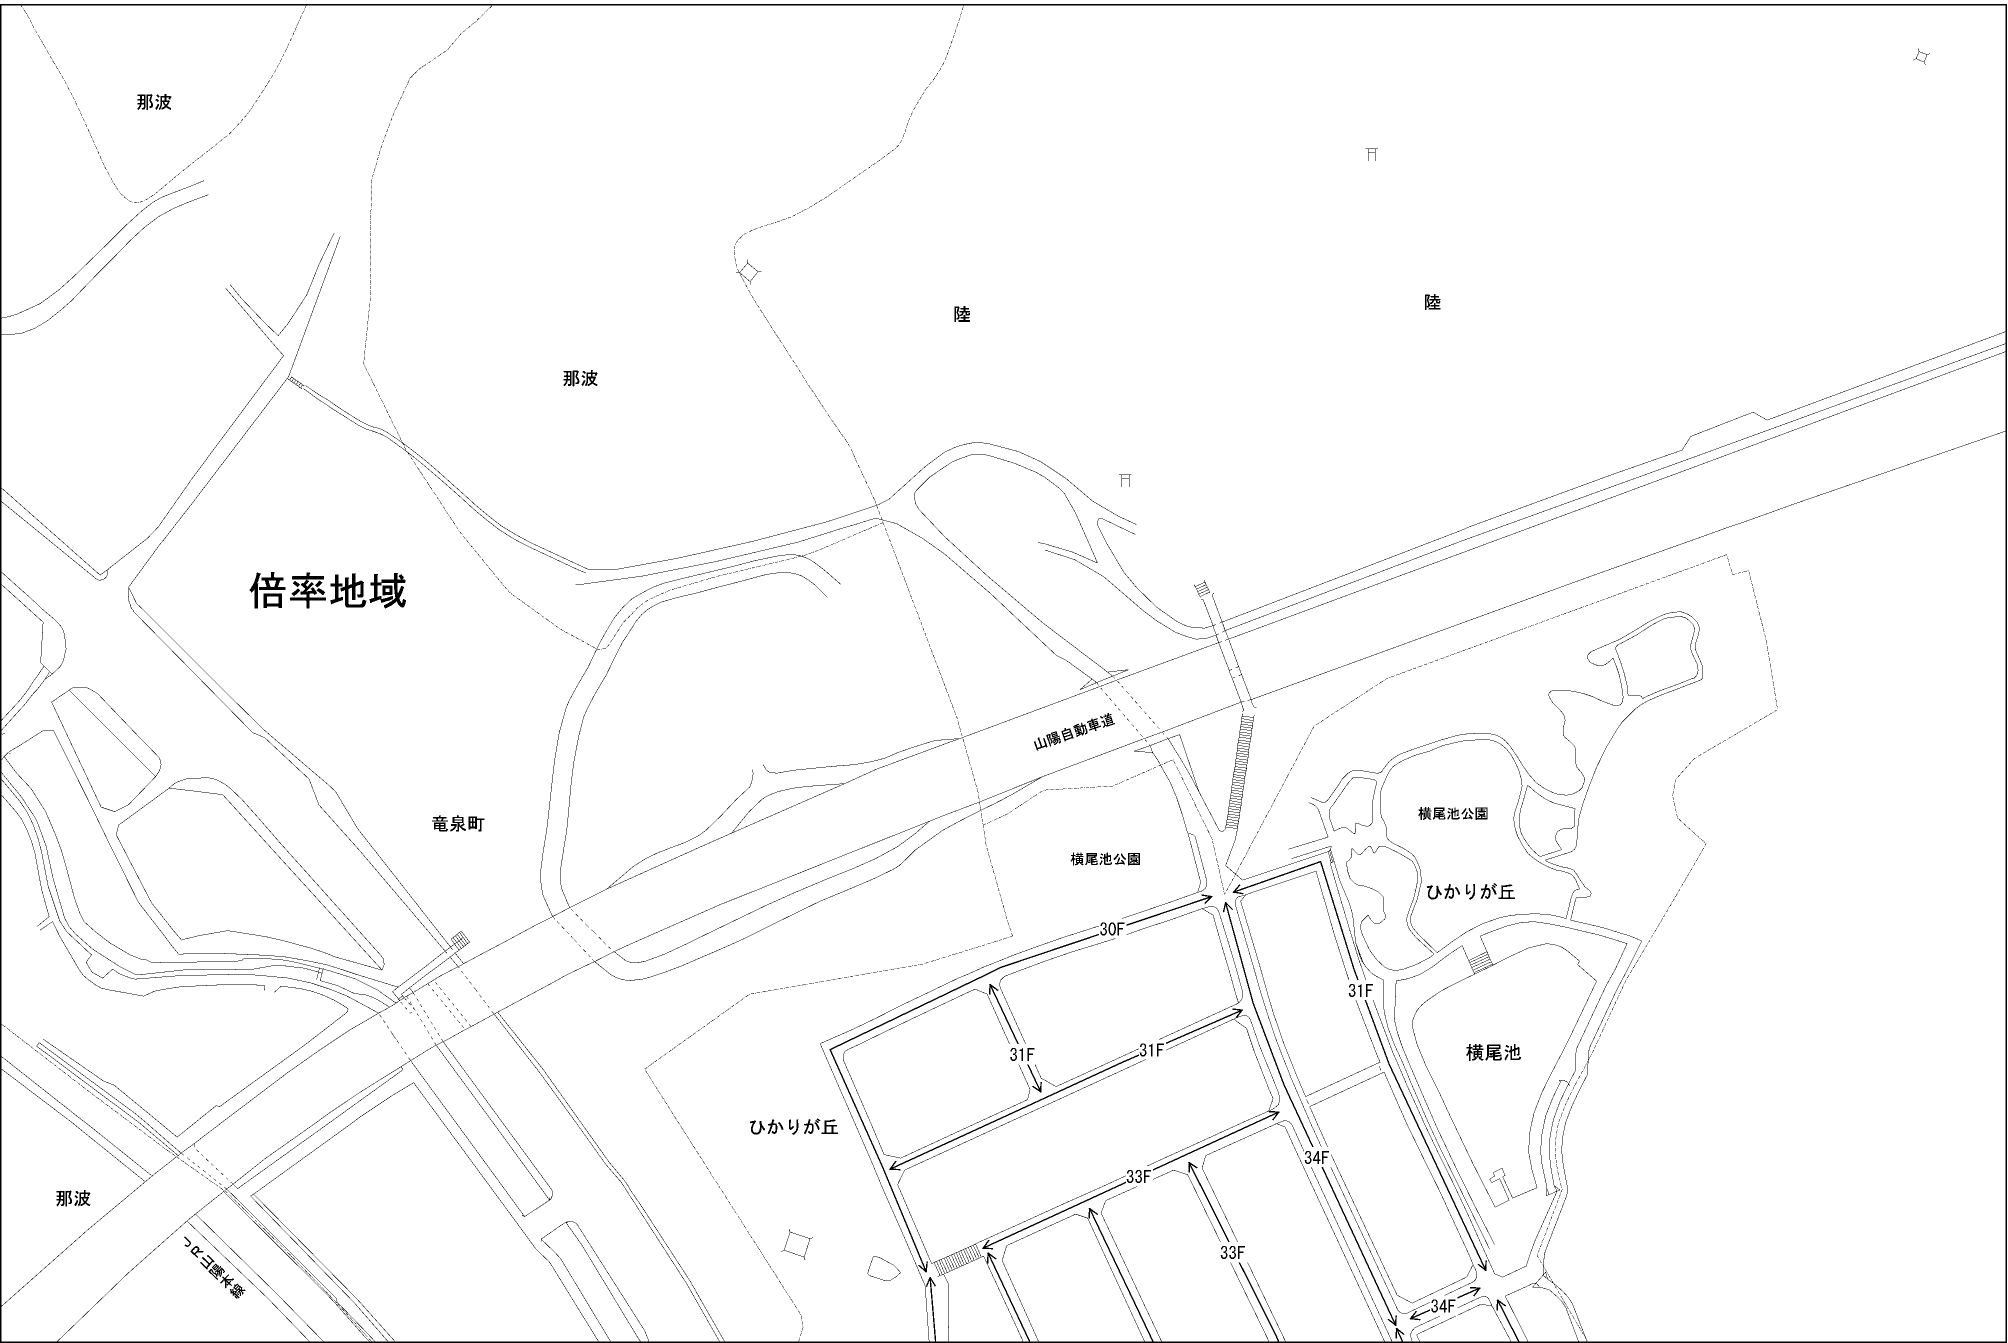 那波
陸
陸
那波
倍率地域
山陽自動車道
横尾池公園
竜泉町
横尾池公園
ひかりが丘
30F
31F
横尾池
31F
31F
ひかりが丘
34F
33F
那波
33F
JR山陽本線
34F